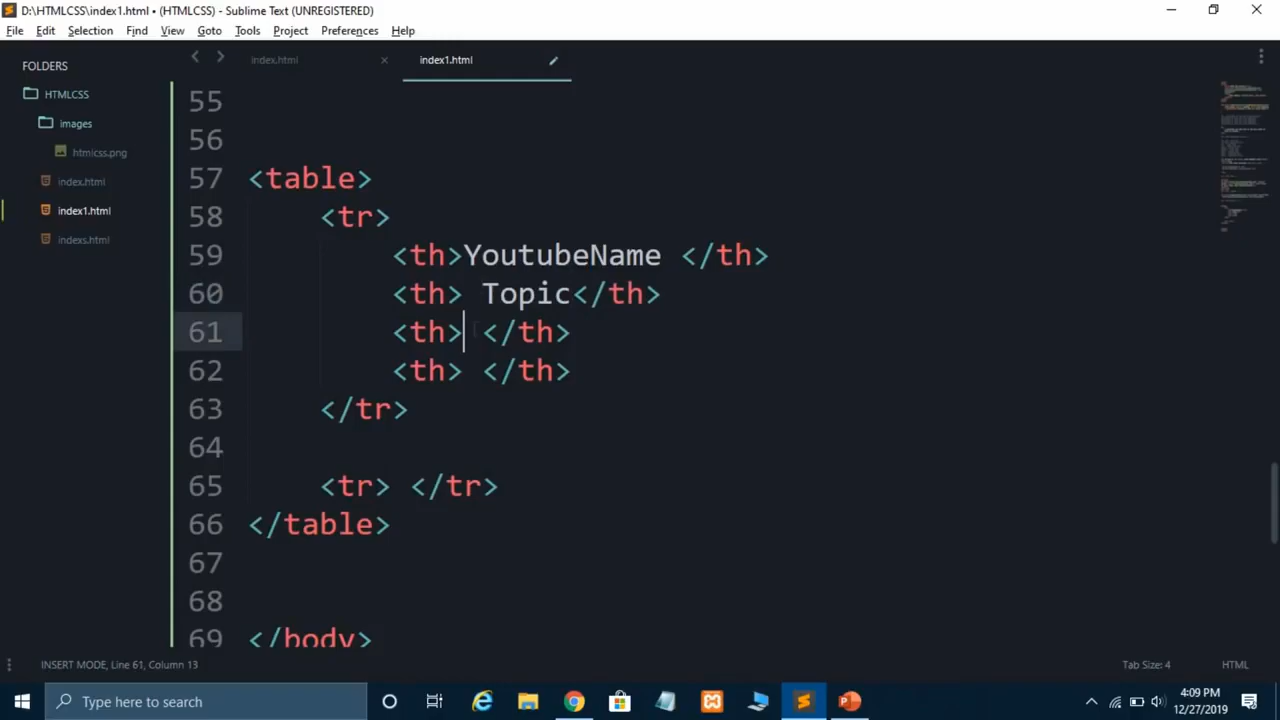 D:\HTMLCSS\index1.html • (HTMLCSS) - Sublime Text (UNREGISTERED)
File Edit Selection Find View Goto Tools Project Preferences Help
FOLDERS
HTMLCSS
images
htmlcss.png
index.html
index1.html
indexs.html
index.html
index1.html
55
56
57 <table>
58 <tr>
59 <th>YoutubeName </th>
60 <th> Topic</th>
61 <th> </th>
62 <th> </th>
63 </tr>
64
65 <tr> </tr>
66 </table>
67
68
69 </body>
INSERT MODE, Line 61, Column 13
Tab Size: 4
HTML
Type here to search
4:09 PM
12/27/2019